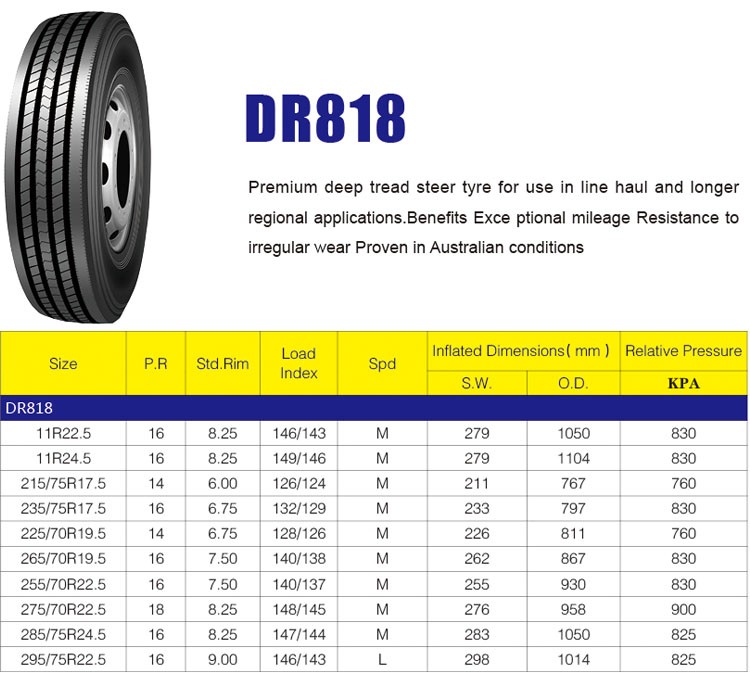 DR818
Premium deep tread steer tyre for use in line haul and longer
regional applications.Benefits Exce ptional mileage Resistance to
irregular wear Proven in Australian conditions
Size P.R Std.Rim Load Index Spd Inflated Dimensions( mm ) Relative Pressure
S.W. O.D. KPA
DR818
11R22.5 16 8.25 146/143 M 279 1050 830
11R24.5 16 8.25 149/146 M 279 1104 830
215/75R17.5 14 6.00 126/124 M 211 767 760
235/75R17.5 16 6.75 132/129 M 233 797 830
225/70R19.5 14 6.75 128/126 M 226 811 760
265/70R19.5 16 7.50 140/138 M 262 867 830
255/70R22.5 16 7.50 140/137 M 255 930 830
275/70R22.5 18 8.25 148/145 M 276 958 900
285/75R24.5 16 8.25 147/144 M 283 1050 825
295/75R22.5 16 9.00 146/143 L 298 1014 825